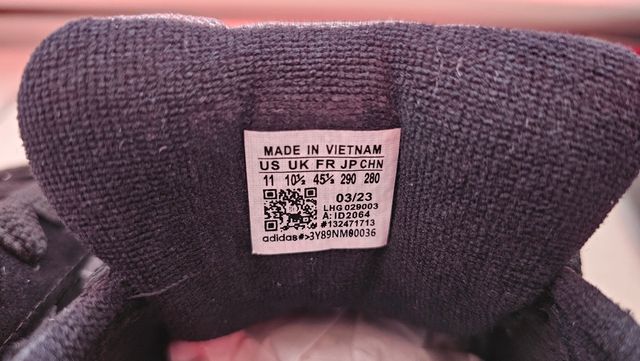 MADE IN VIETNAM
US UK FR JP CHN
11 10½ 45⅓ 290 280
03/23
LHG 029003
A: ID2064
#132471713
adidas#>3Y89NM80036